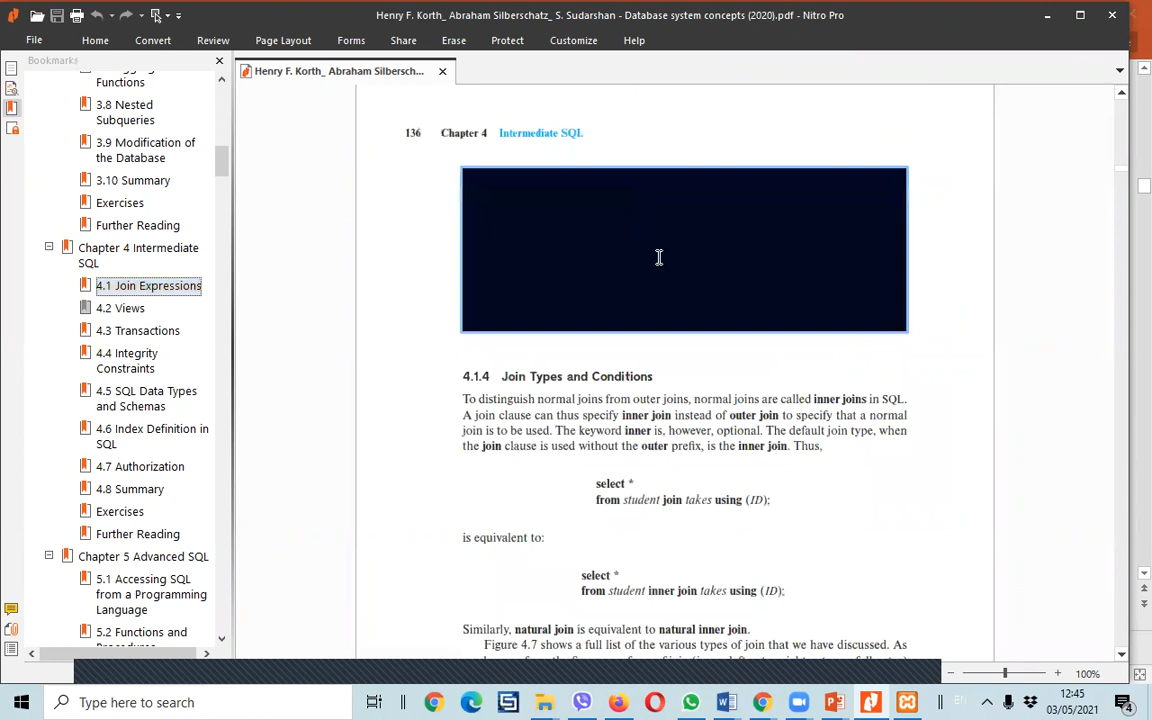 Henry F. Korth_ Abraham Silberschatz_ S. Sudarshan - Database system concepts (2020).pdf - Nitro Pro
File Home Convert Review Page Layout Forms Share Erase Protect Customize Help
Bookmarks
Functions
3.8 Nested
Subqueries
3.9 Modification of
the Database
3.10 Summary
Exercises
Further Reading
Chapter 4 Intermediate
SQL
4.1 Join Expressions
4.2 Views
4.3 Transactions
4.4 Integrity
Constraints
4.5 SQL Data Types
and Schemas
4.6 Index Definition in
SQL
4.7 Authorization
4.8 Summary
Exercises
Further Reading
Chapter 5 Advanced SQL
5.1 Accessing SQL
from a Programming
Language
5.2 Functions and
Henry F. Korth_ Abraham Silbersch...
136 Chapter 4 Intermediate SQL
4.1.4 Join Types and Conditions
To distinguish normal joins from outer joins, normal joins are called inner joins in SQL.
A join clause can thus specify inner join instead of outer join to specify that a normal
join is to be used. The keyword inner is, however, optional. The default join type, when
the join clause is used without the outer prefix, is the inner join. Thus,
select *
from student join takes using (ID);
is equivalent to:
select *
from student inner join takes using (ID);
Similarly, natural join is equivalent to natural inner join.
Figure 4.7 shows a full list of the various types of join that we have discussed. As
100%
Type here to search
EN
12:45
03/05/2021
4